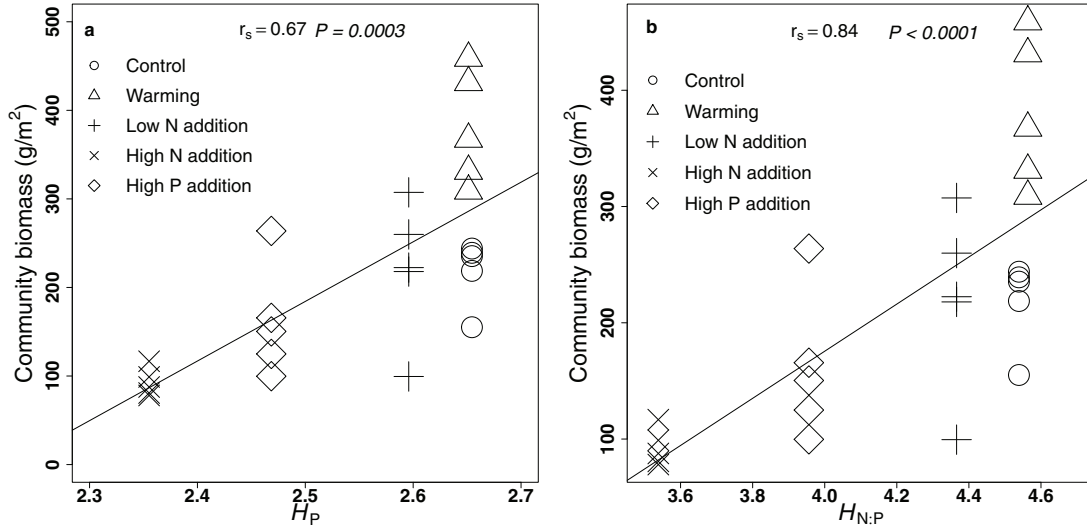 a
r_s = 0.67 P = 0.0003
Control
Warming
Low N addition
High N addition
High P addition
Community biomass (g/m²)
500
400
300
200
100
0
2.3 2.4 2.5 2.6 2.7
H_P
b
r_s = 0.84 P < 0.0001
Control
Warming
Low N addition
High N addition
High P addition
Community biomass (g/m²)
400
300
200
100
3.6 3.8 4.0 4.2 4.4 4.6
H_N:P